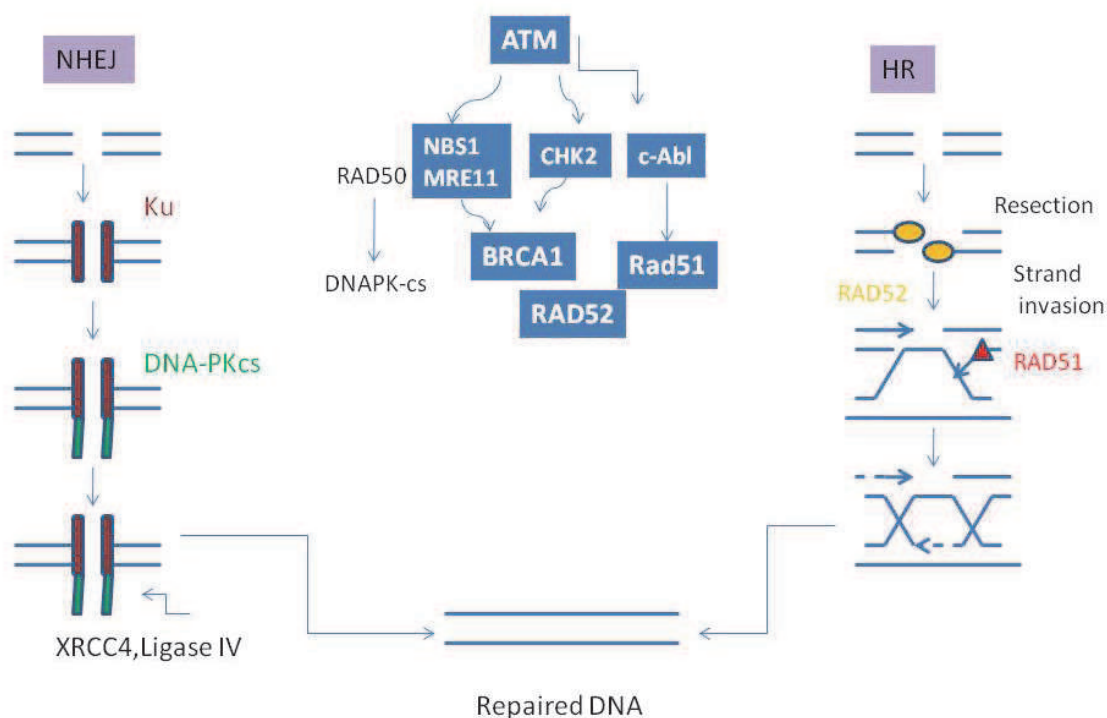 NHEJ
Ku
DNA-PKcs
XRCC4,Ligase IV
ATM
NBS1
MRE11
CHK2
c-Abl
RAD50
DNAPK-cs
BRCA1
Rad51
RAD52
HR
Resection
RAD52
Strand
invasion
RAD51
Repaired DNA